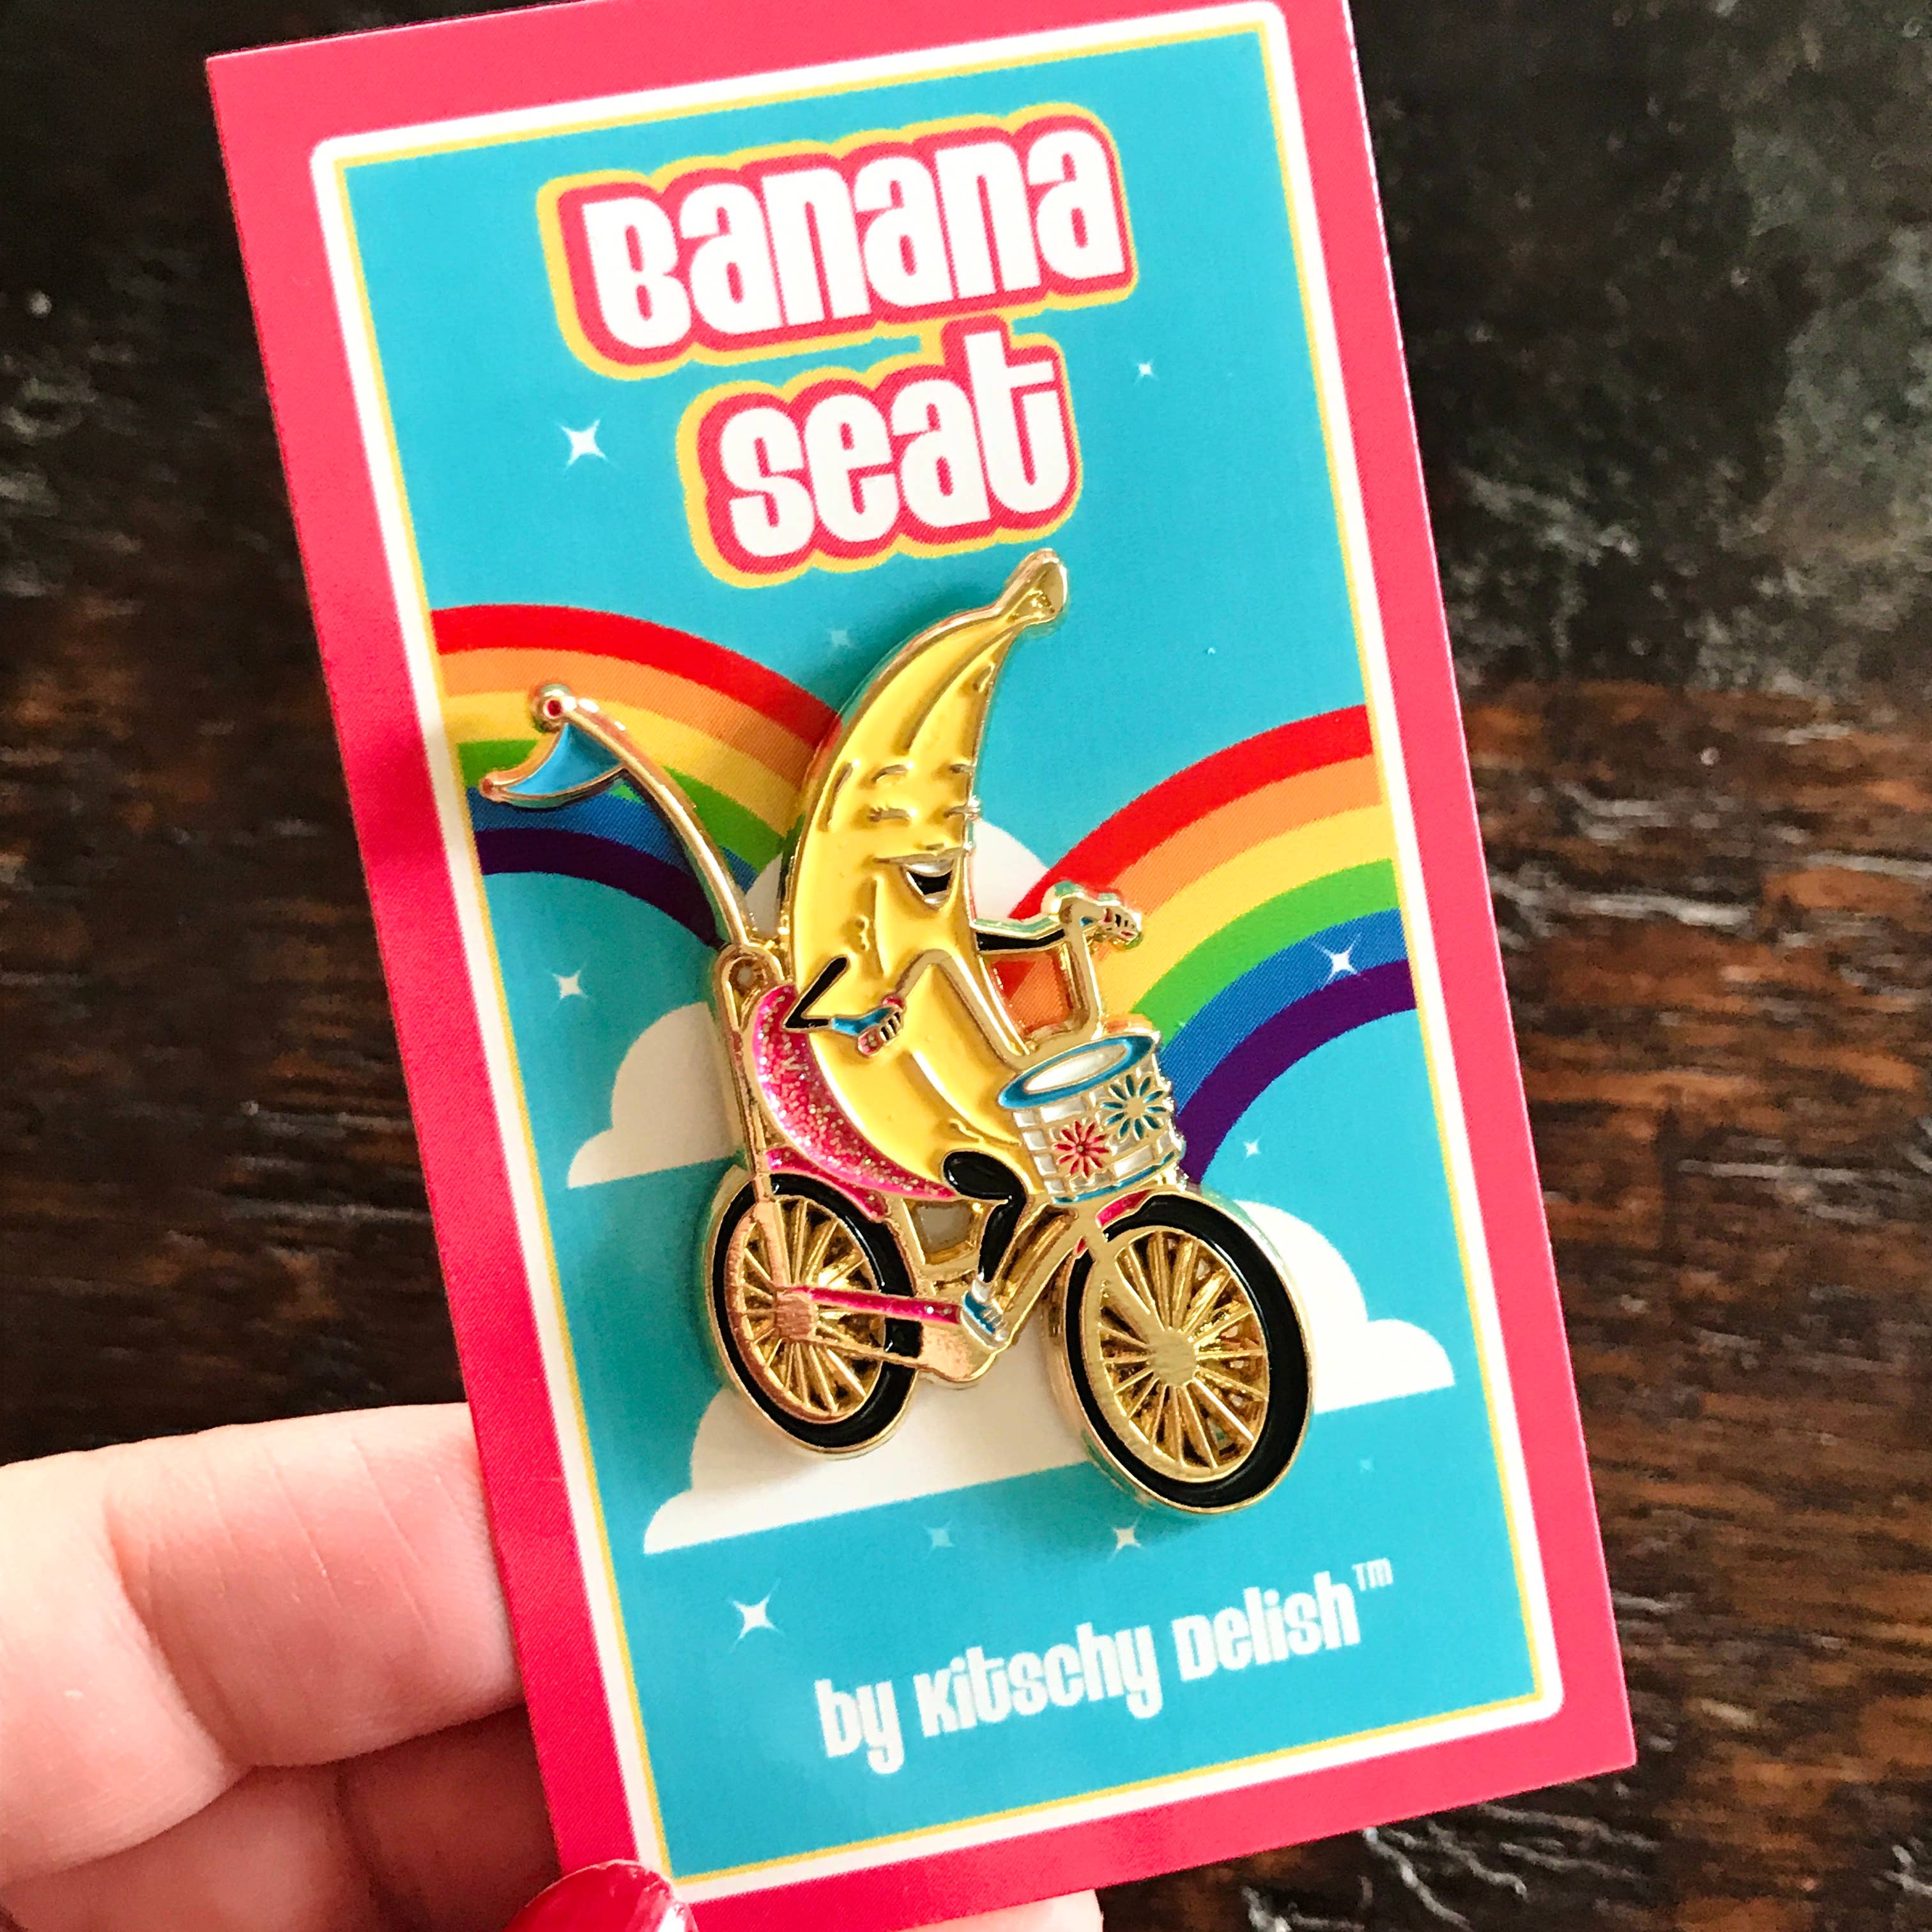 Banana
seat
by Kitschy Delish™